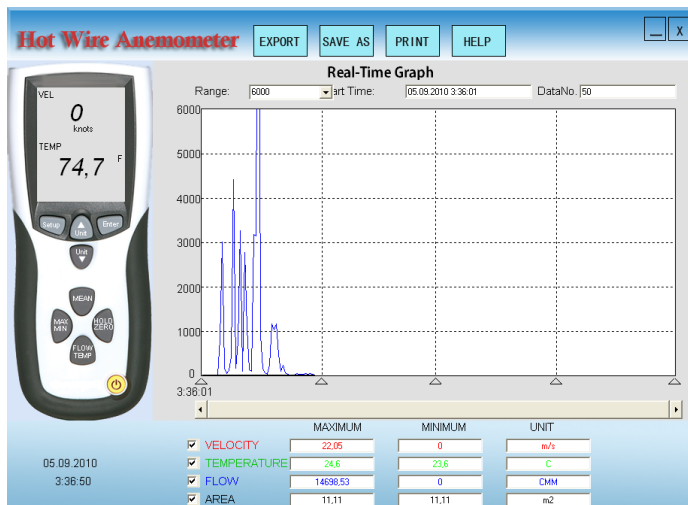 Hot Wire Anemometer EXPORT SAVE AS PRINT HELP _ X
Real-Time Graph
Range: 6000 art Time: 05.09.2010 3:36:01 DataNo. 50
VEL
0
knots
TEMP
74,7 F
Setup Unit Enter
Unit
MEAN
MAX MIN
HOLD ZERO
FLOW TEMP
6000
5000
4000
3000
2000
1000
0
3:36:01
MAXIMUM MINIMUM UNIT
VELOCITY 22,05 0 m/s
TEMPERATURE 24.6 23.6 C
FLOW 14698,53 0 CMM
AREA 11,11 11,11 m2
05.09.2010
3:36:50